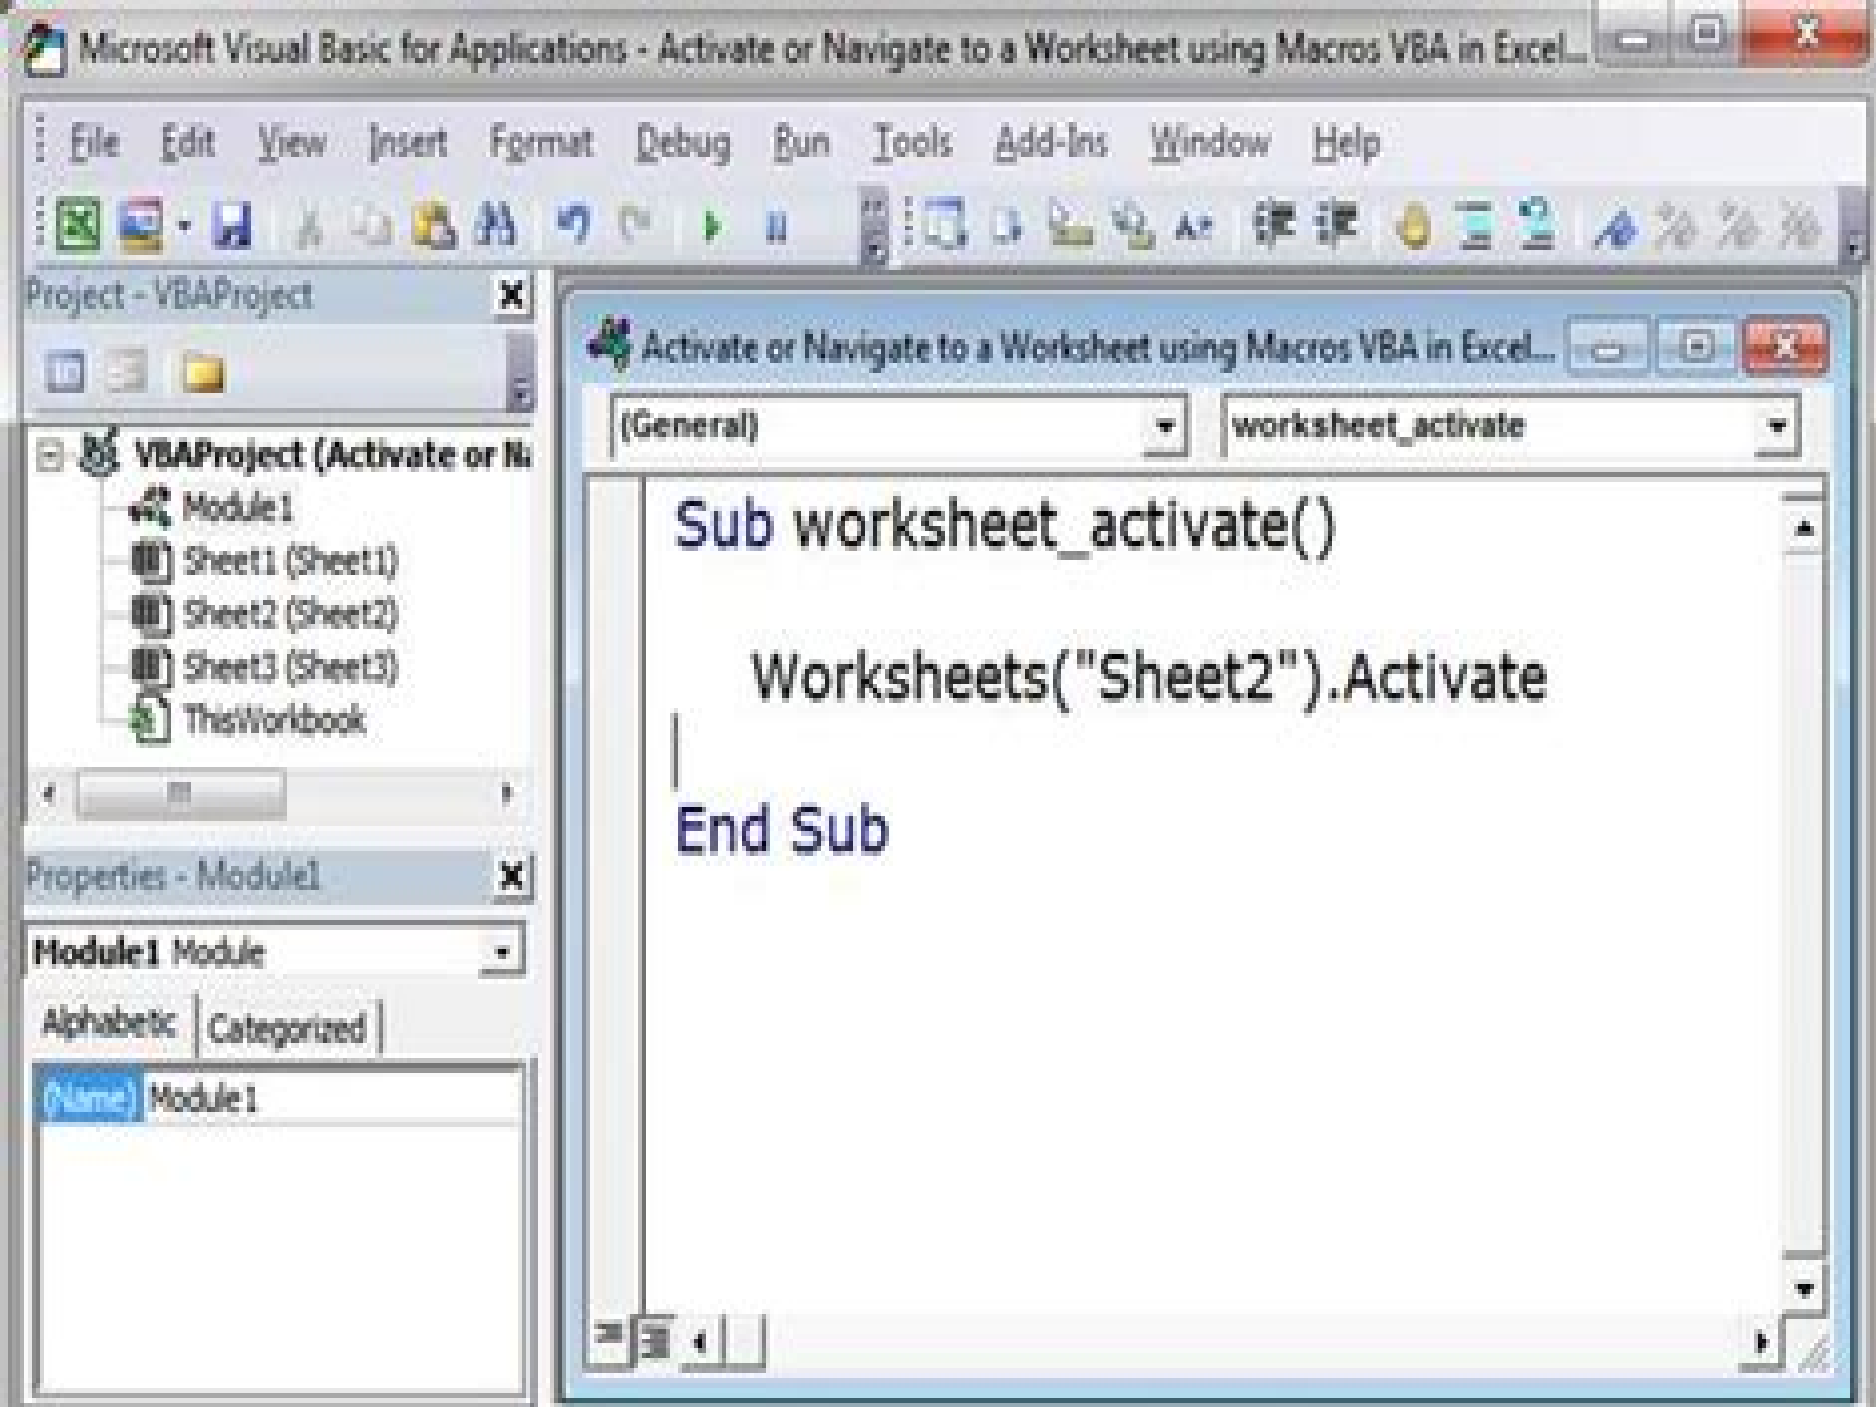 Microsoft Visual Basic for Applications - Activate or Navigate to a Worksheet using Macros VBA in Excel...
File Edit View Insert Format Debug Run Tools Add-Ins Window Help
Project - VBAProject
VBAProject (Activate or Na
Module1
Sheet1 (Sheet1)
Sheet2 (Sheet2)
Sheet3 (Sheet3)
ThisWorkbook
Properties - Module1
Module1 Module
Alphabetic Categorized
(Name) Module1
Activate or Navigate to a Worksheet using Macros VBA in Excel...
(General) worksheet_activate
Sub worksheet_activate()
Worksheets("Sheet2").Activate
End Sub